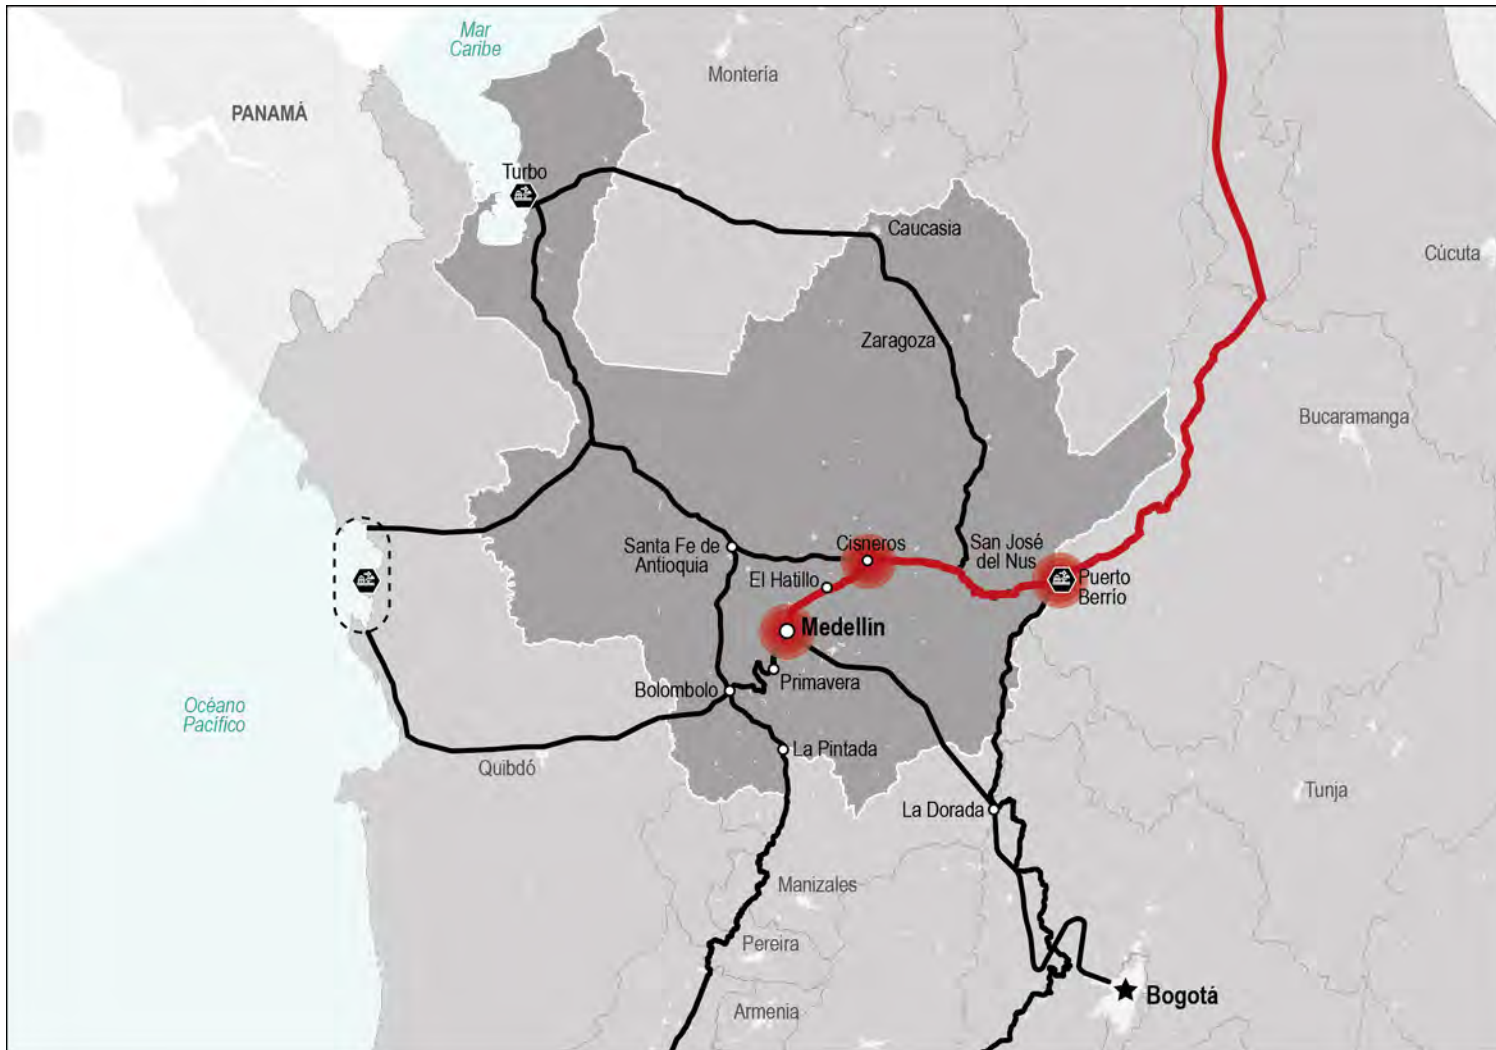 Mar
Caribe
Montería
PANAMÁ
Turbo
Caucasia
Cúcuta
Zaragoza
Bucaramanga
Santa Fe de
Antioquia
Cisneros
San José
del Nus
El Hatillo
Puerto
Berrío
Medellín
Primavera
Bolombolo
Océano
Pacífico
La Pintada
Quibdó
Tunja
La Dorada
Manizales
Pereira
Armenia
Bogotá